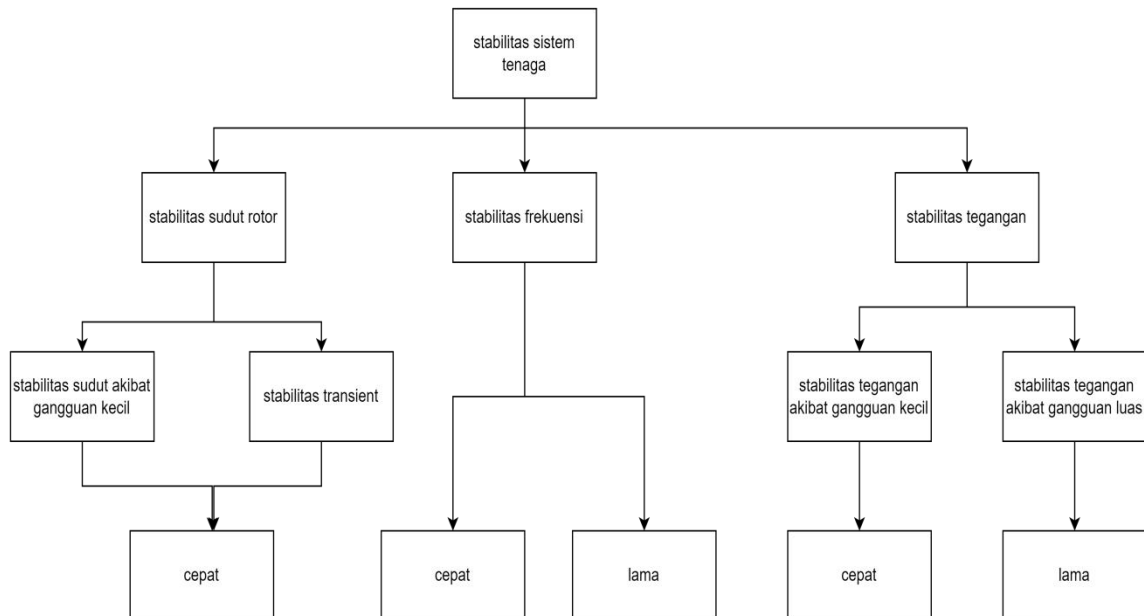 stabilitas sistem
tenaga
stabilitas sudut rotor
stabilitas frekuensi
stabilitas tegangan
stabilitas sudut akibat
gangguan kecil
stabilitas transient
stabilitas tegangan
akibat gangguan kecil
stabilitas tegangan
akibat gangguan luas
cepat
cepat
lama
cepat
lama